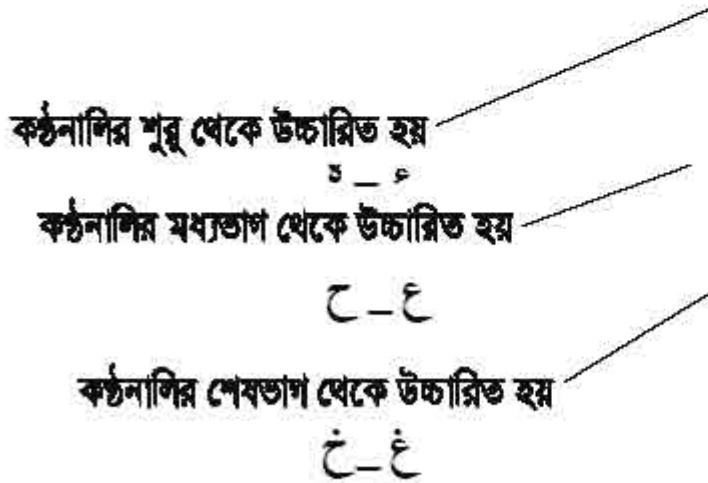 কণ্ঠনালির শুরু থেকে উচ্চারিত হয়
ء – ه
কণ্ঠনালির মধ্যভাগ থেকে উচ্চারিত হয়
ع – ح
কণ্ঠনালির শেষভাগ থেকে উচ্চারিত হয়
غ – خ